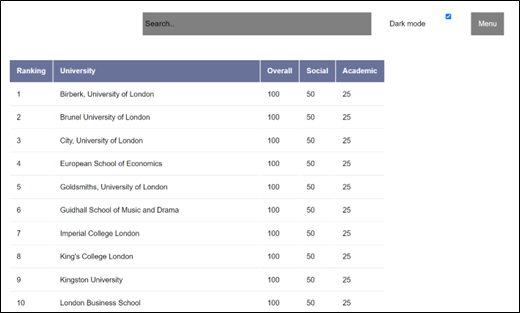 Search..
Dark mode
Menu
Ranking University Overall Social Academic
1 Birberk, University of London 100 50 25
2 Brunel University of London 100 50 25
3 City, University of London 100 50 25
4 European School of Economics 100 50 25
5 Goldsmiths, University of London 100 50 25
6 Guidhall School of Music and Drama 100 50 25
7 Imperial College London 100 50 25
8 King's College London 100 50 25
9 Kingston University 100 50 25
10 London Business School 100 50 25